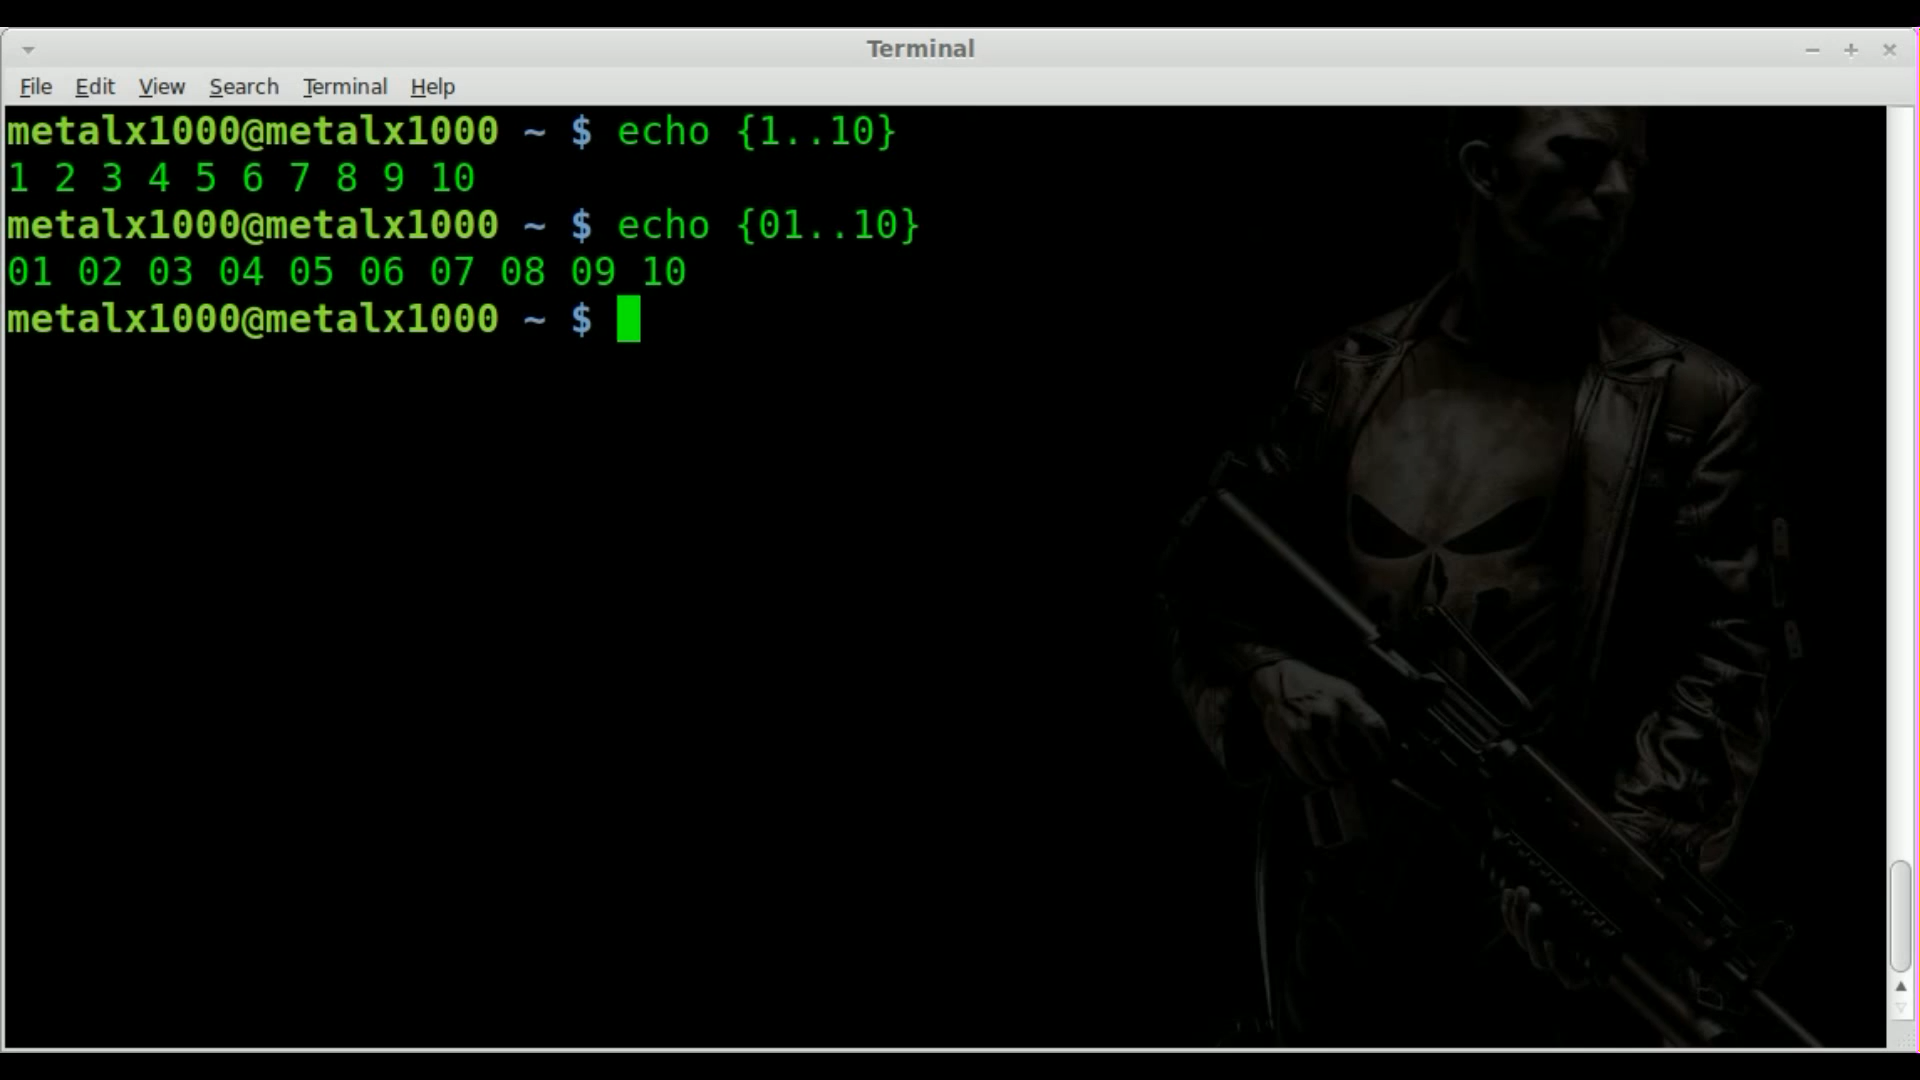 Terminal
File Edit View Search Terminal Help
metalx1000@metalx1000 ~ $ echo {1..10}
1 2 3 4 5 6 7 8 9 10
metalx1000@metalx1000 ~ $ echo {01..10}
01 02 03 04 05 06 07 08 09 10
metalx1000@metalx1000 ~ $